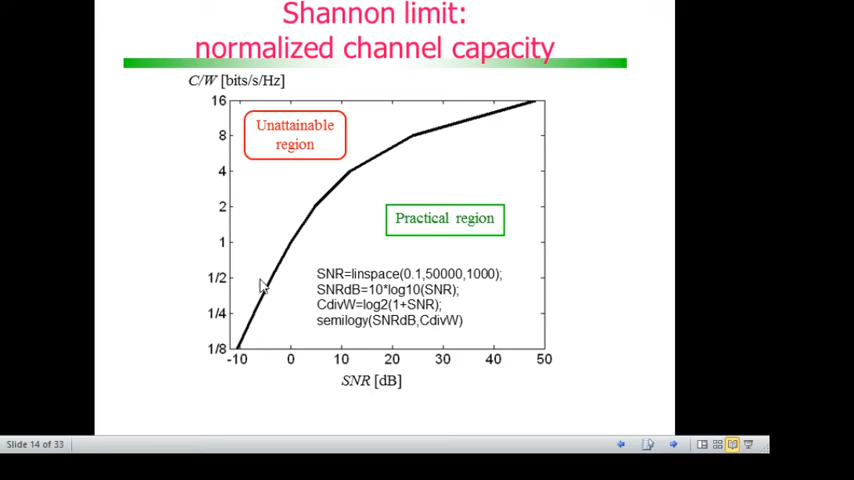 Shannon limit:
normalized channel capacity
C/W [bits/s/Hz]
16
8
4
2
1
1/2
1/4
1/8
Unattainable
region
Practical region
SNR=linspace(0.1,50000,1000);
SNRdB=10*log10(SNR);
CdivW=log2(1+SNR);
semilogy(SNRdB,CdivW)
-10 0 10 20 30 40 50
SNR [dB]
Slide 14 of 33